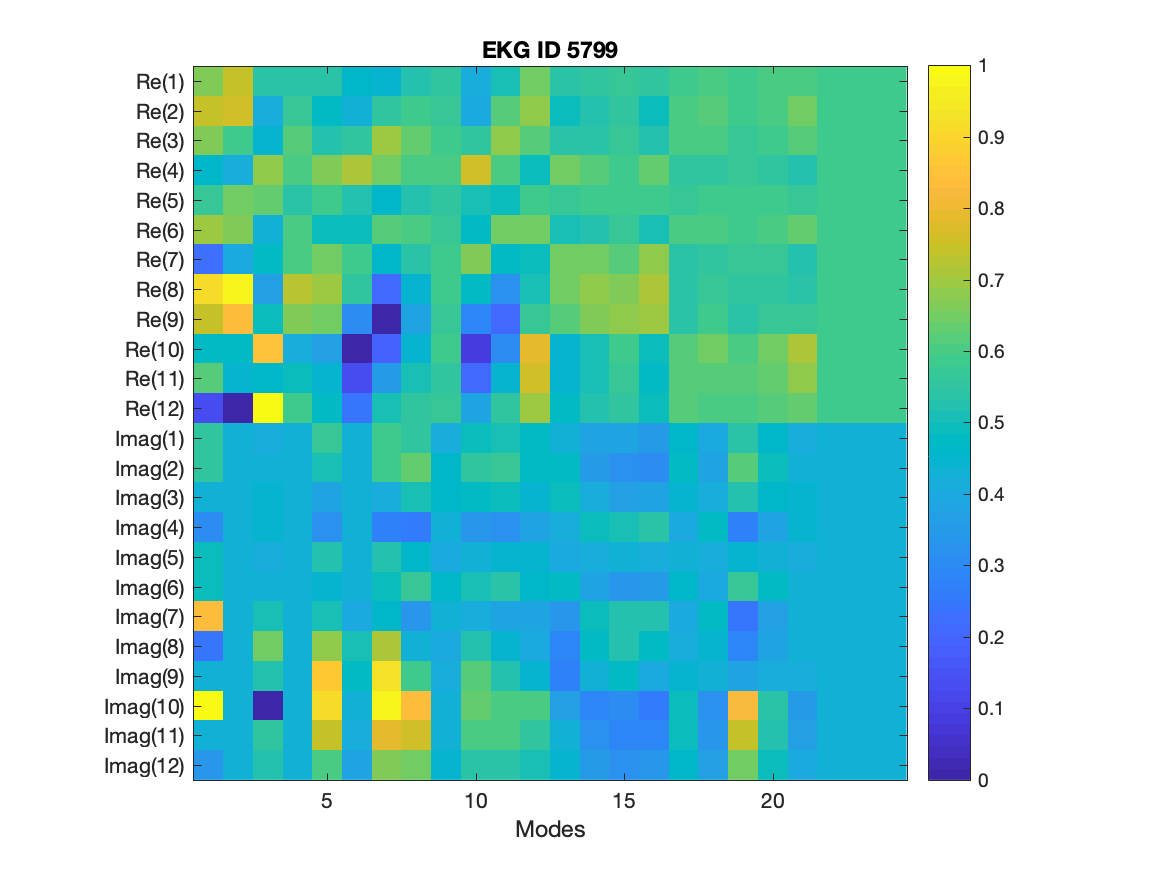 EKG ID 5799
Re(1)
Re(2)
Re(3)
Re(4)
Re(5)
Re(6)
Re(7)
Re(8)
Re(9)
Re(10)
Re(11)
Re(12)
Imag(1)
Imag(2)
Imag(3)
Imag(4)
Imag(5)
Imag(6)
Imag(7)
Imag(8)
Imag(9)
Imag(10)
Imag(11)
Imag(12)
5 10 15 20
Modes
1
0.9
0.8
0.7
0.6
0.5
0.4
0.3
0.2
0.1
0